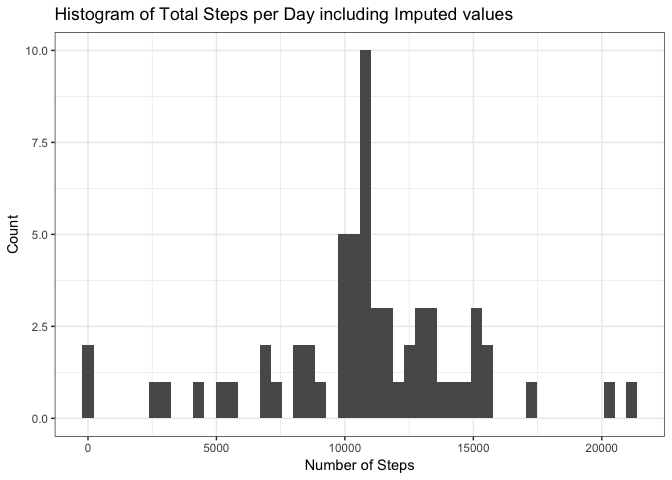 Histogram of Total Steps per Day including Imputed values
10.0
7.5
5.0
2.5
0.0
Count
0 5000 10000 15000 20000
Number of Steps